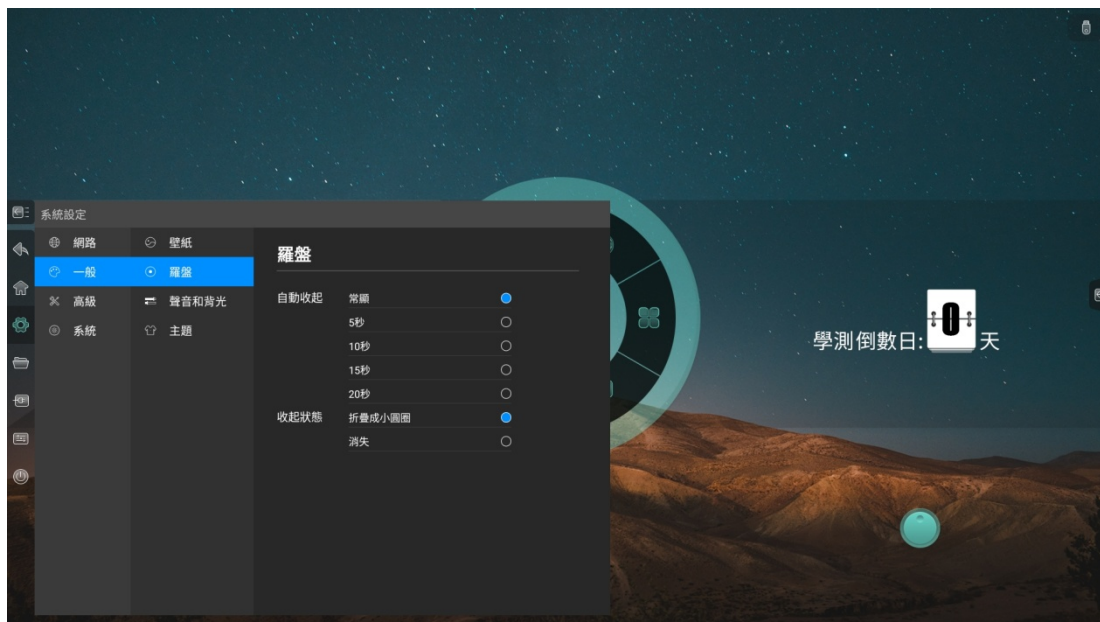 系統設定
網路
一般
高級
系統
壁紙
羅盤
聲音和背光
主題
羅盤
自動收起 常顯
5秒
10秒
15秒
20秒
收起狀態 折疊成小圓圈
消失
學測倒數日: 0 天